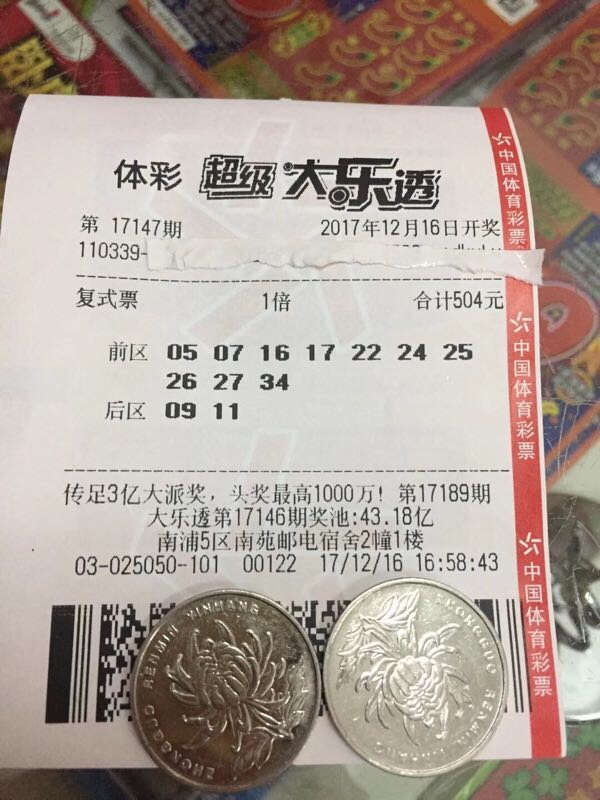 体彩 超级大乐透
第 17147期 2017年12月16日开奖
110339-
复式票 1倍 合计504元
前区 05 07 16 17 22 24 25
26 27 34
后区 09 11
传足3亿大派奖，头奖最高1000万！第17189期
大乐透第17146期奖池:43.18亿
南浦5区南苑邮电宿舍2幢1楼
03-025050-101 00122 17/12/16 16:58:43
中国体育彩票
中国体育彩票
中国体育彩票